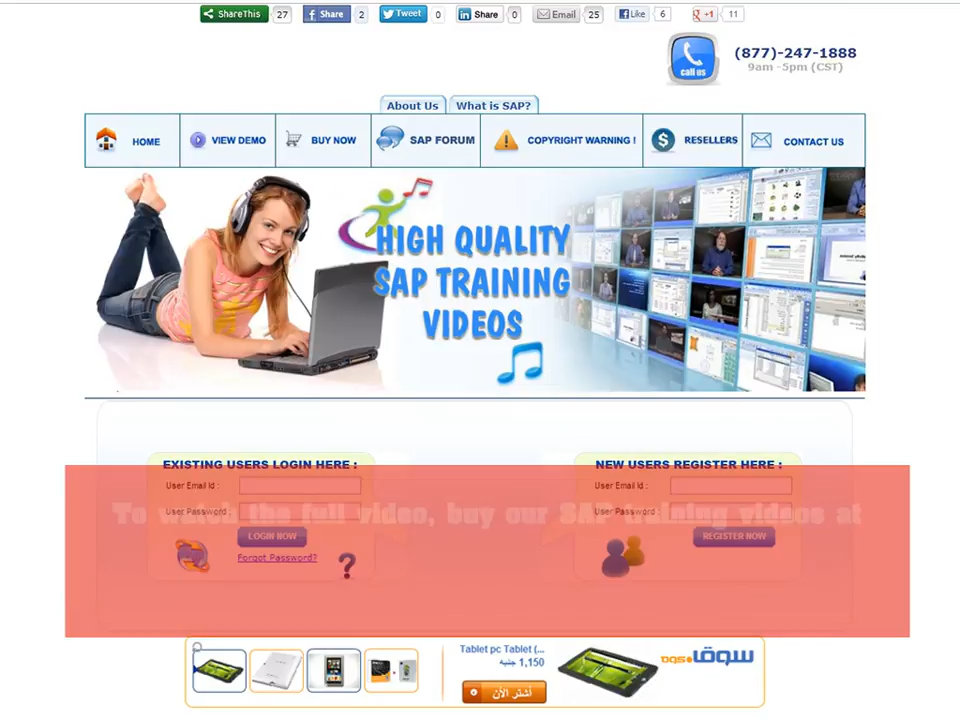 ShareThis 27 Share 2 Tweet 0 Share 0 Email 25 Like 6 +1 11
call us
(877)-247-1888
9am -5pm (CST)
About Us What is SAP?
HOME VIEW DEMO BUY NOW SAP FORUM COPYRIGHT WARNING ! RESELLERS CONTACT US
HIGH QUALITY
SAP TRAINING
VIDEOS
EXISTING USERS LOGIN HERE : NEW USERS REGISTER HERE :
User Email Id : User Email Id :
To watch the full video, buy our SAP training videos at
User Password : User Password :
LOGIN NOW REGISTER NOW
Forgot Password?
Tablet pc Tablet (...
1,150 جنيه
أشتر الأن
سوق.com